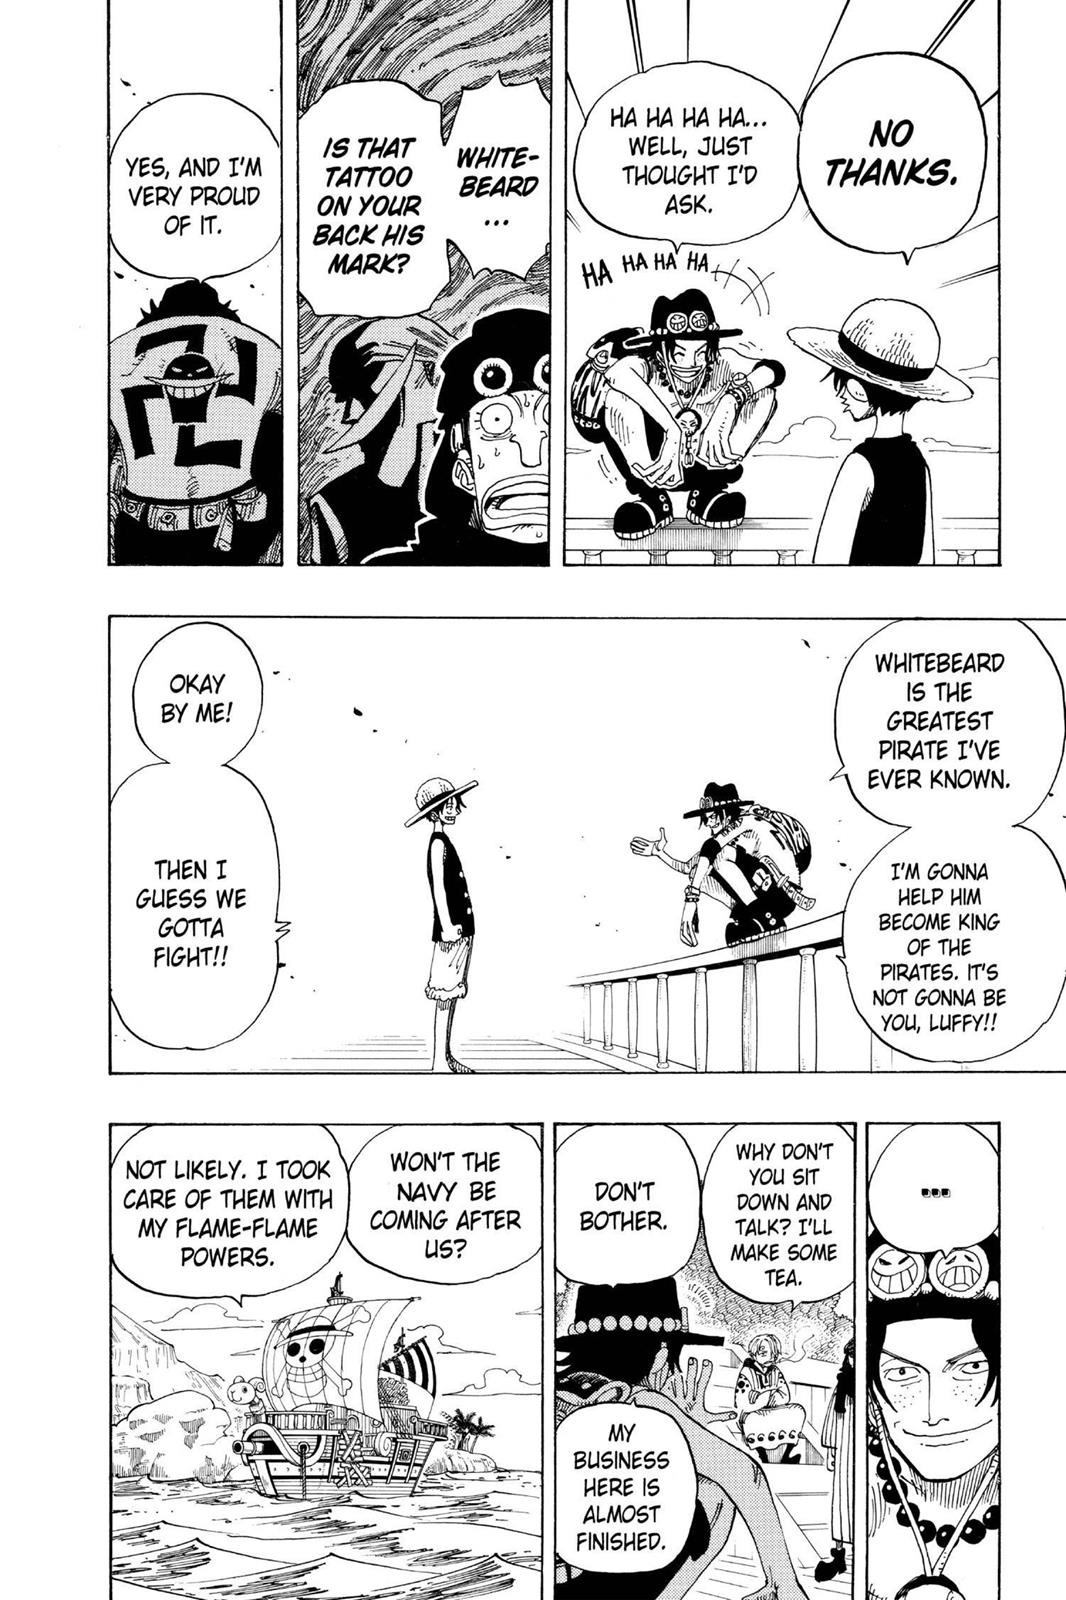 NO
THANKS.
HA HA HA HA...
WELL, JUST
THOUGHT I'D
ASK.
HA HA HA HA
WHITE-
BEARD
...
IS THAT
TATTOO
ON YOUR
BACK HIS
MARK?
YES, AND I'M
VERY PROUD
OF IT.
WHITEBEARD
IS THE
GREATEST
PIRATE I'VE
EVER KNOWN.
I'M GONNA
HELP HIM
BECOME KING
OF THE
PIRATES. IT'S
NOT GONNA BE
YOU, LUFFY!!
OKAY
BY ME!
THEN I
GUESS WE
GOTTA
FIGHT!!
...
WHY DON'T
YOU SIT
DOWN AND
TALK? I'LL
MAKE SOME
TEA.
DON'T
BOTHER.
MY
BUSINESS
HERE IS
ALMOST
FINISHED.
WON'T THE
NAVY BE
COMING AFTER
US?
NOT LIKELY. I TOOK
CARE OF THEM WITH
MY FLAME-FLAME
POWERS.